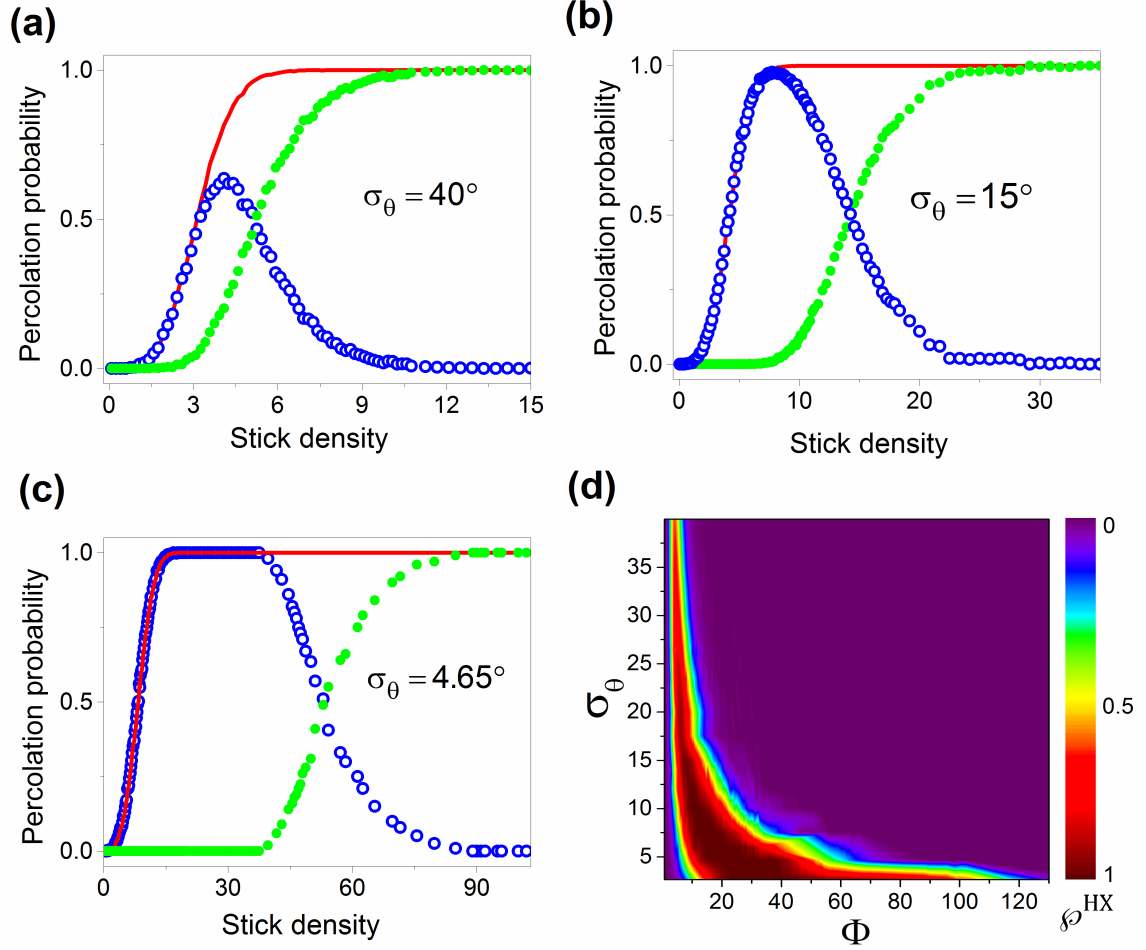 (a)
Percolation probability
1.0
0.5
0.0
σθ = 40°
0 3 6 9 12 15
Stick density
(b)
Percolation probability
1.0
0.5
0.0
σθ = 15°
0 10 20 30
Stick density
(c)
Percolation probability
1.0
0.5
0.0
σθ = 4.65°
0 30 60 90
Stick density
(d)
σθ
35
30
25
20
15
10
5
20 40 60 80 100 120
Φ
0
0.5
1
℘HX